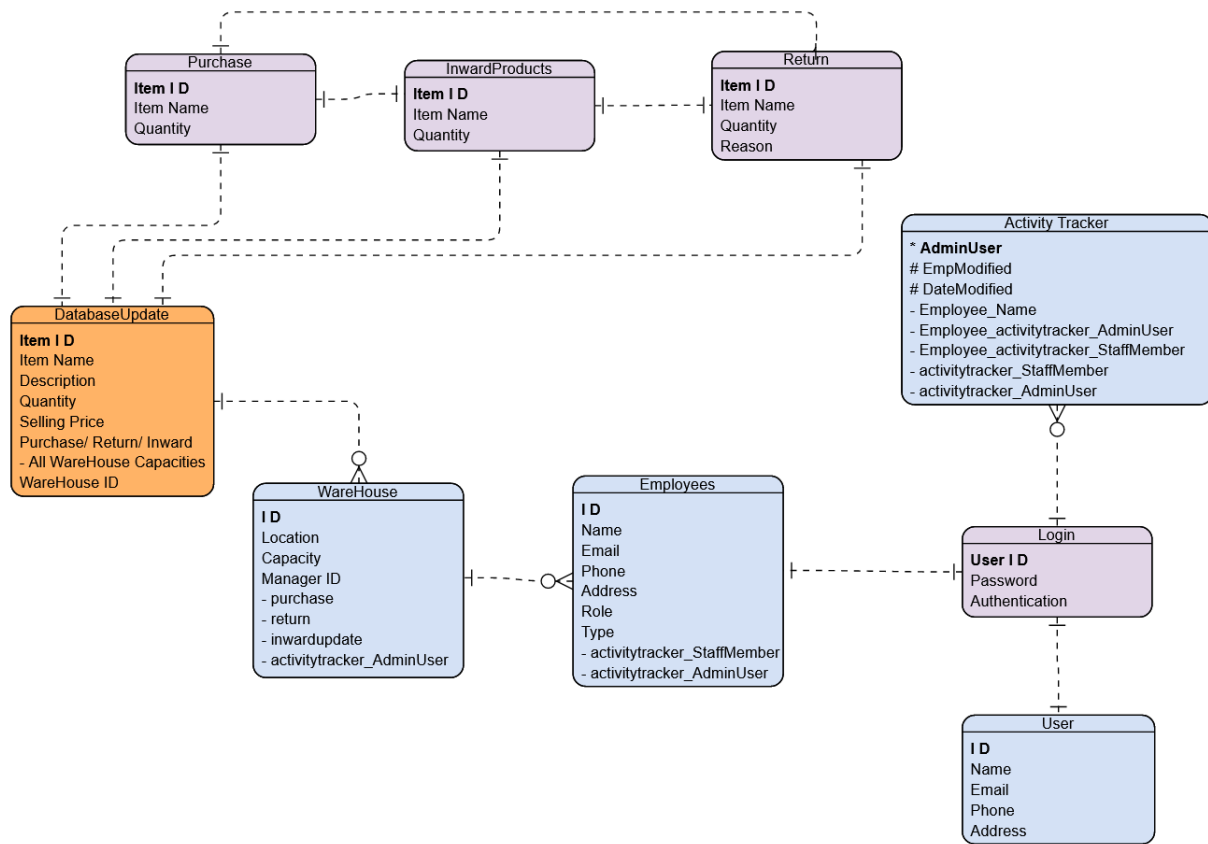 Purchase
Item I D
Item Name
Quantity
InwardProducts
Item I D
Item Name
Quantity
Return
Item I D
Item Name
Quantity
Reason
Activity Tracker
* AdminUser
# EmpModified
# DateModified
- Employee_Name
- Employee_activitytracker_AdminUser
- Employee_activitytracker_StaffMember
- activitytracker_StaffMember
- activitytracker_AdminUser
DatabaseUpdate
Item I D
Item Name
Description
Quantity
Selling Price
Purchase/ Return/ Inward
- All WareHouse Capacities
WareHouse ID
WareHouse
I D
Location
Capacity
Manager ID
- purchase
- return
- inwardupdate
- activitytracker_AdminUser
Employees
I D
Name
Email
Phone
Address
Role
Type
- activitytracker_StaffMember
- activitytracker_AdminUser
Login
User I D
Password
Authentication
User
I D
Name
Email
Phone
Address